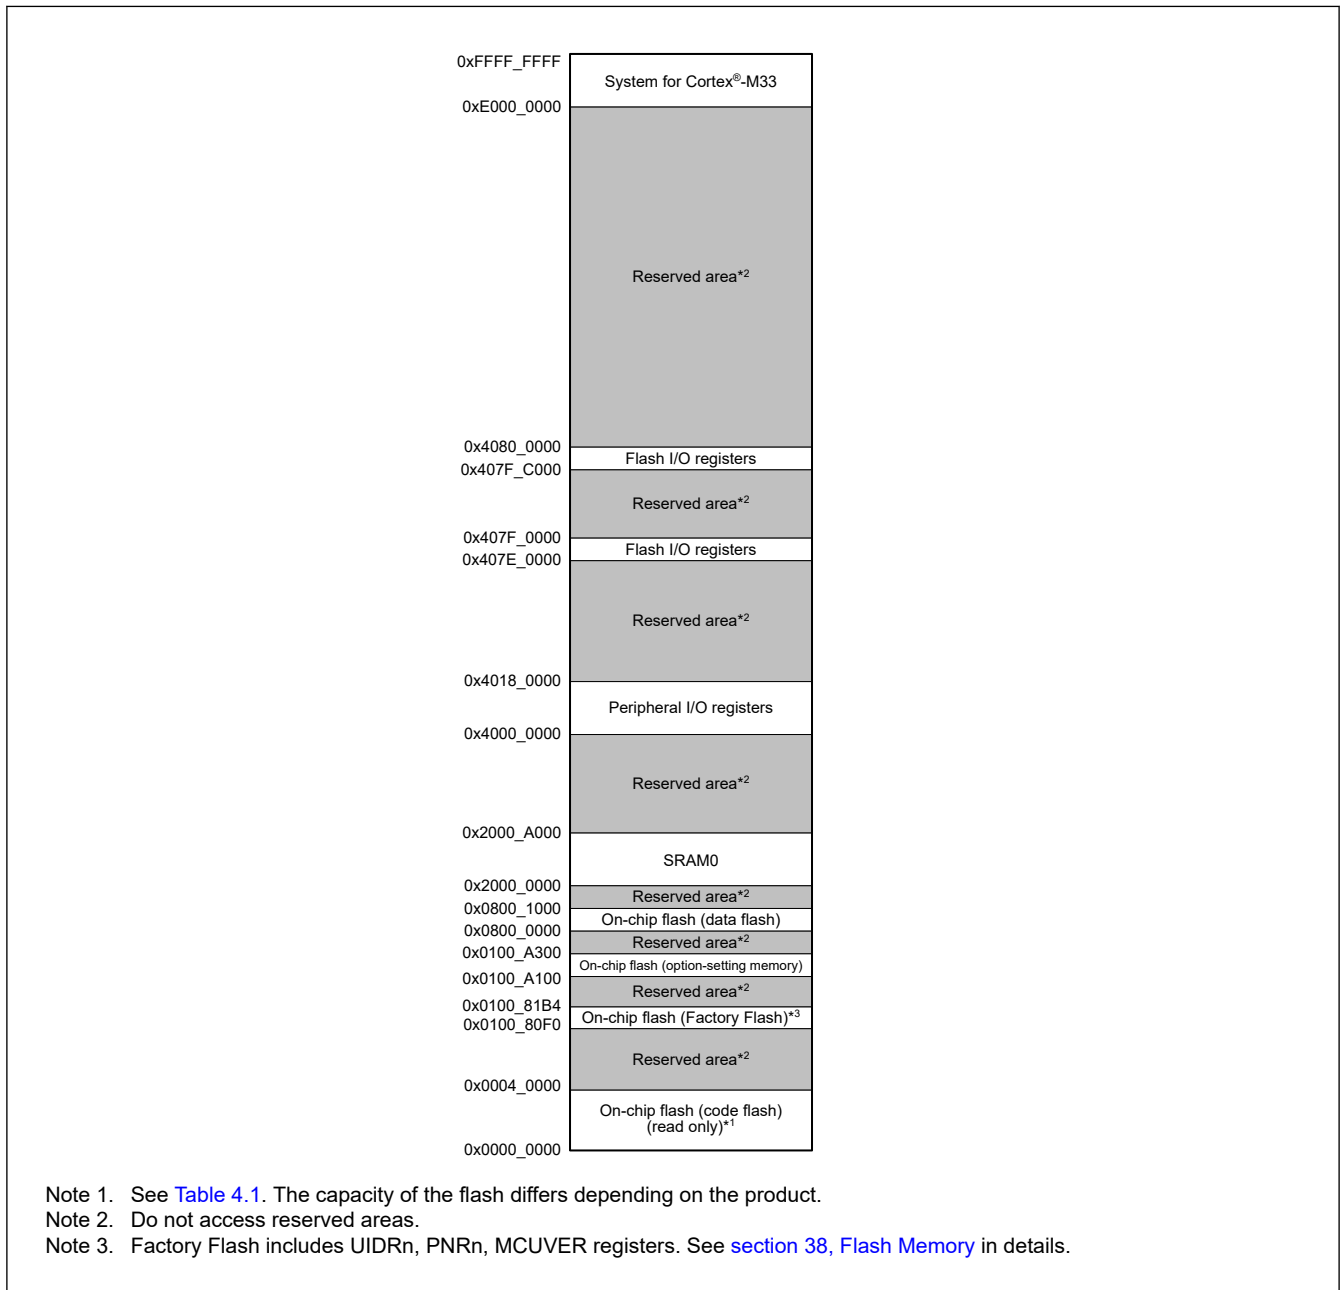 0xFFFF_FFFF
System for Cortex®-M33
0xE000_0000
Reserved area*2
0x4080_0000
Flash I/O registers
0x407F_C000
Reserved area*2
0x407F_0000
Flash I/O registers
0x407E_0000
Reserved area*2
0x4018_0000
Peripheral I/O registers
0x4000_0000
Reserved area*2
0x2000_A000
SRAM0
0x2000_0000
Reserved area*2
0x0800_1000
On-chip flash (data flash)
0x0800_0000
Reserved area*2
0x0100_A300
On-chip flash (option-setting memory)
0x0100_A100
Reserved area*2
0x0100_81B4
On-chip flash (Factory Flash)*3
0x0100_80F0
Reserved area*2
0x0004_0000
On-chip flash (code flash)
(read only)*1
0x0000_0000
Note 1. See Table 4.1. The capacity of the flash differs depending on the product.
Note 2. Do not access reserved areas.
Note 3. Factory Flash includes UIDRn, PNRn, MCUVER registers. See section 38, Flash Memory in details.